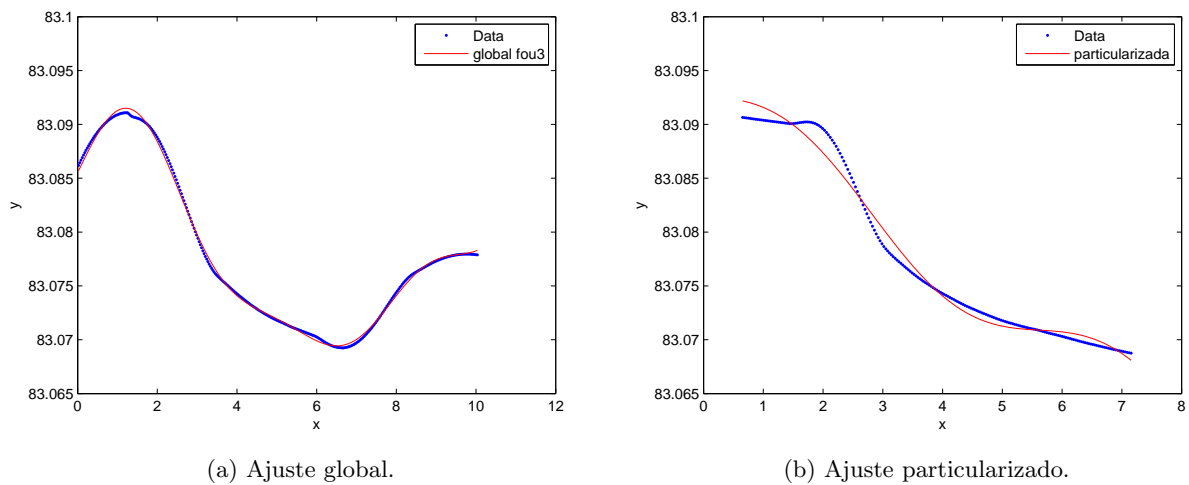 83.1
83.095
83.09
83.085
83.08
83.075
83.07
83.065
0 2 4 6 8 10 12
x
y
Data
global fou3
(a) Ajuste global.
83.1
83.095
83.09
83.085
83.08
83.075
83.07
83.065
0 1 2 3 4 5 6 7 8
x
y
Data
particularizada
(b) Ajuste particularizado.